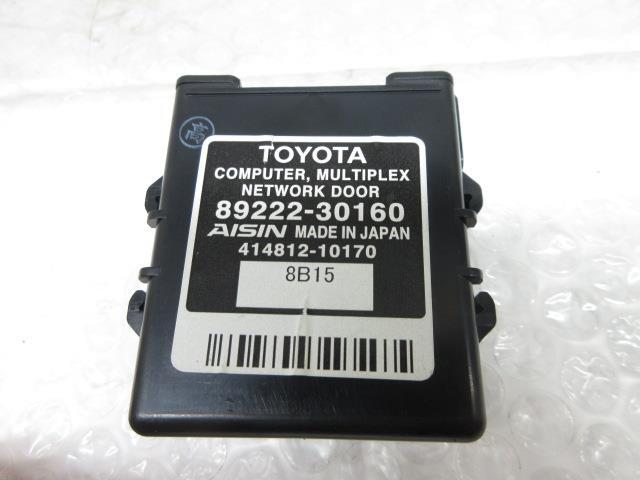 TOYOTA
COMPUTER, MULTIPLEX
NETWORK DOOR
89222-30160
AISIN MADE IN JAPAN
414812-10170
8B15